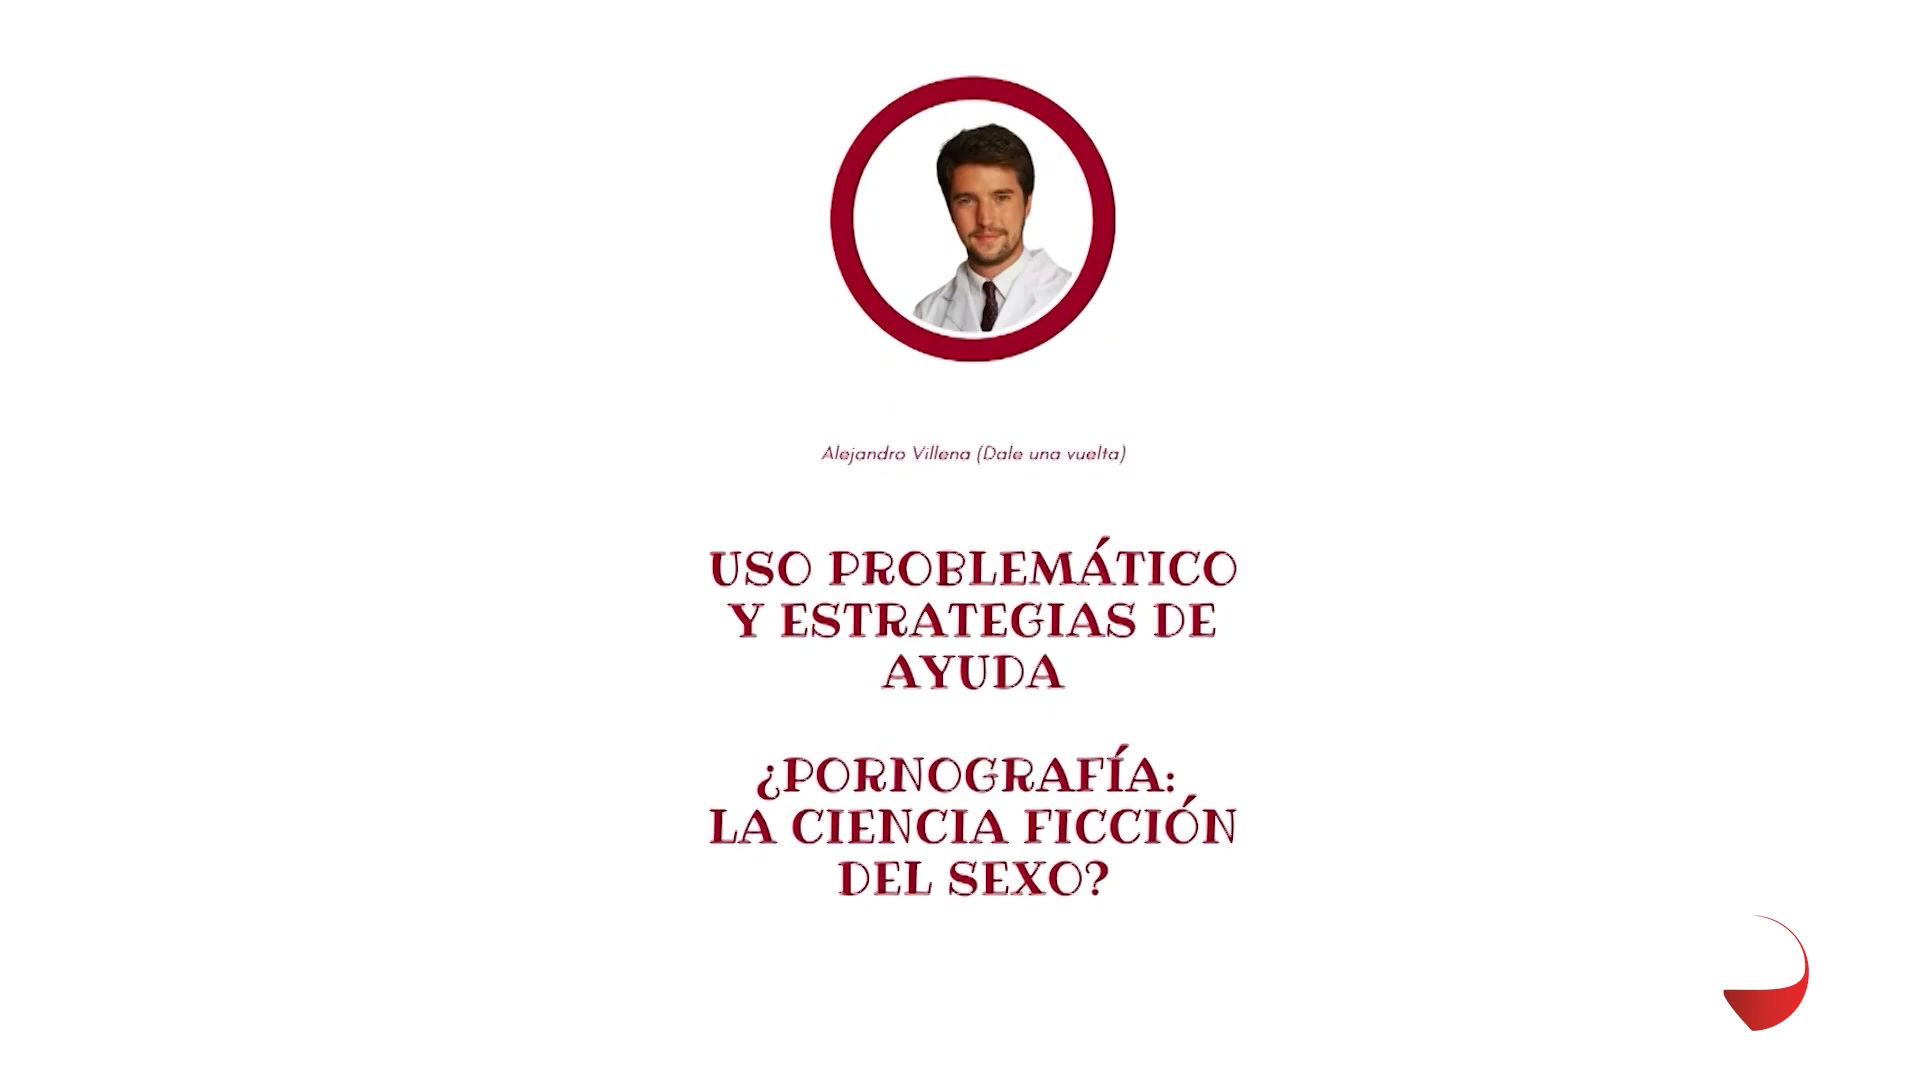 Alejandro Villena (Dale una vuelta)
USO PROBLEMÁTICO
Y ESTRATEGIAS DE
AYUDA
¿PORNOGRAFÍA:
LA CIENCIA FICCIÓN
DEL SEXO?